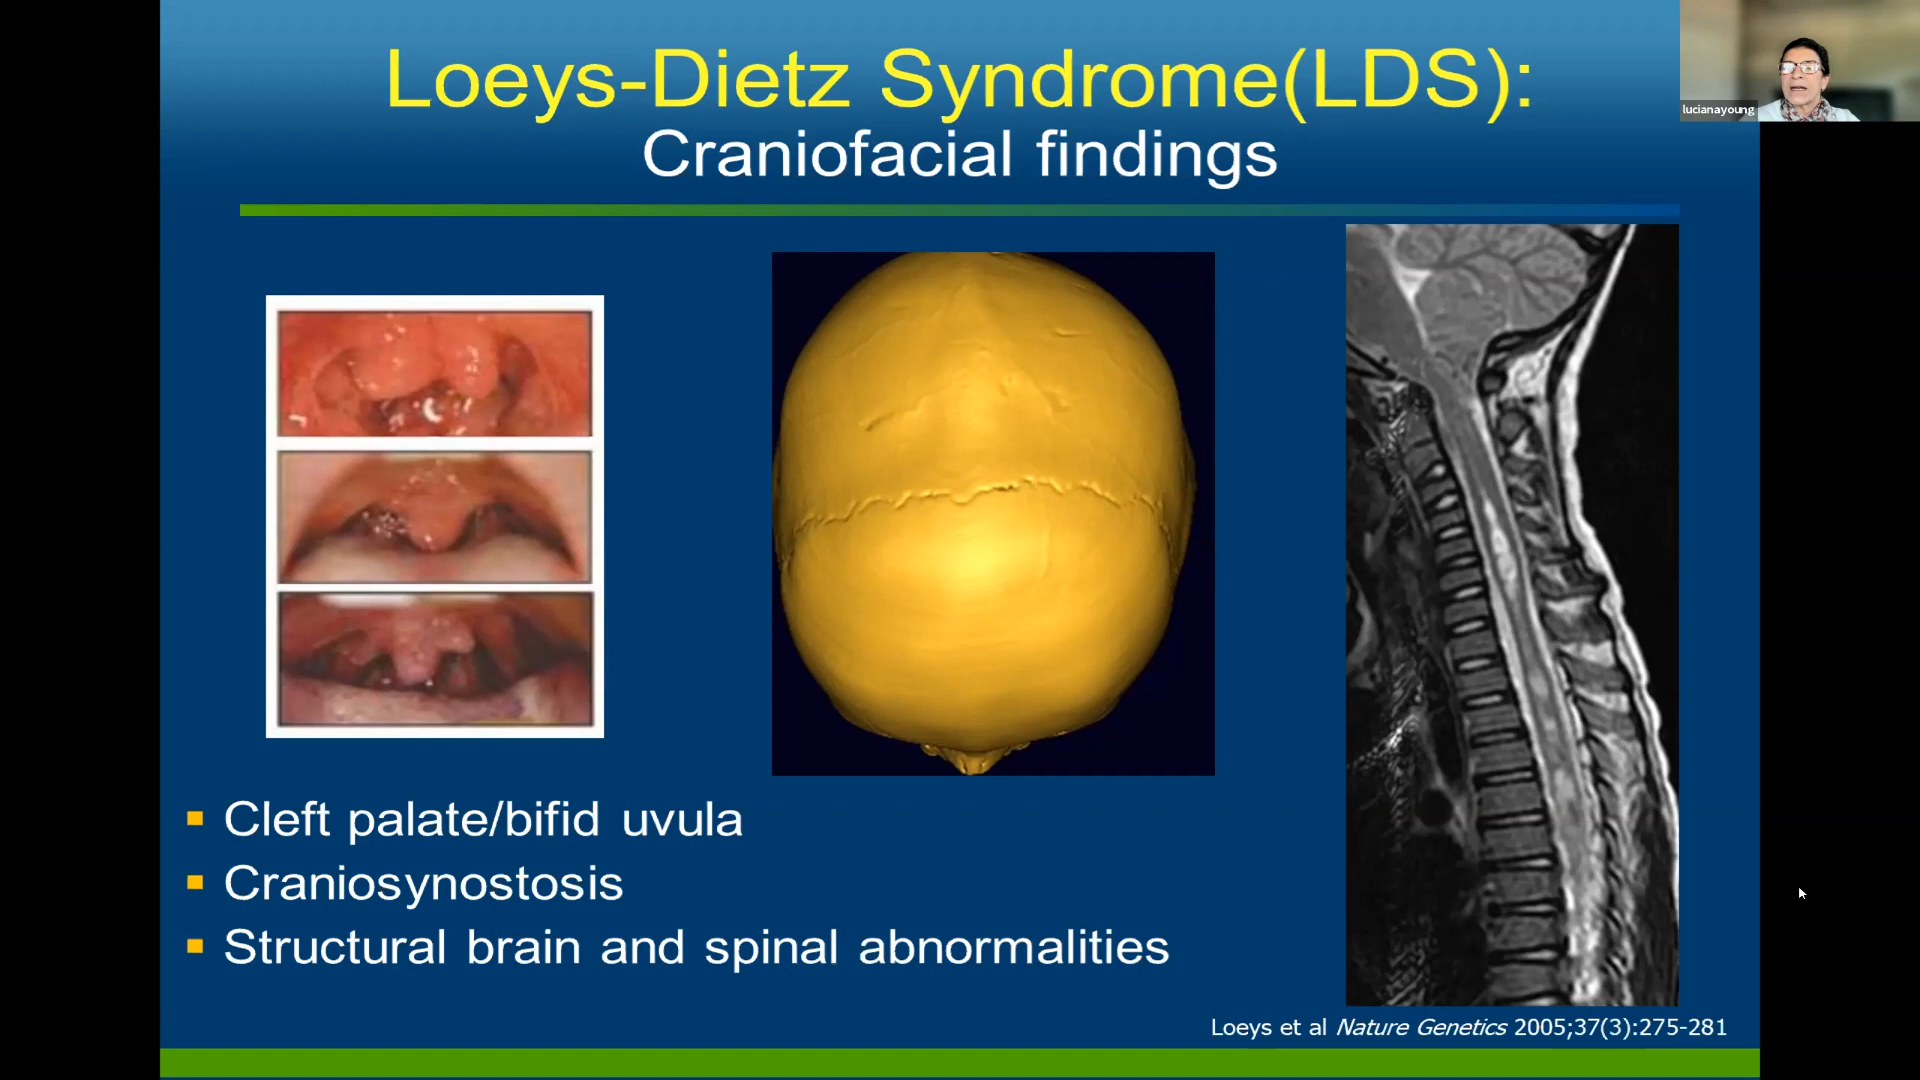 Loeys-Dietz Syndrome(LDS):
Craniofacial findings
lucianayoung
Cleft palate/bifid uvula
Craniosynostosis
Structural brain and spinal abnormalities
Loeys et al Nature Genetics 2005;37(3):275-281